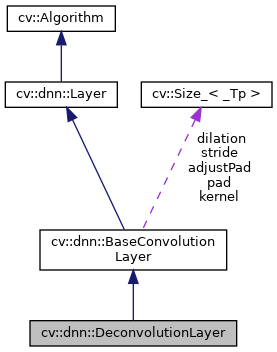 cv::Algorithm
cv::dnn::Layer
cv::Size_< _Tp >
dilation
stride
adjustPad
pad
kernel
cv::dnn::BaseConvolution
Layer
cv::dnn::DeconvolutionLayer